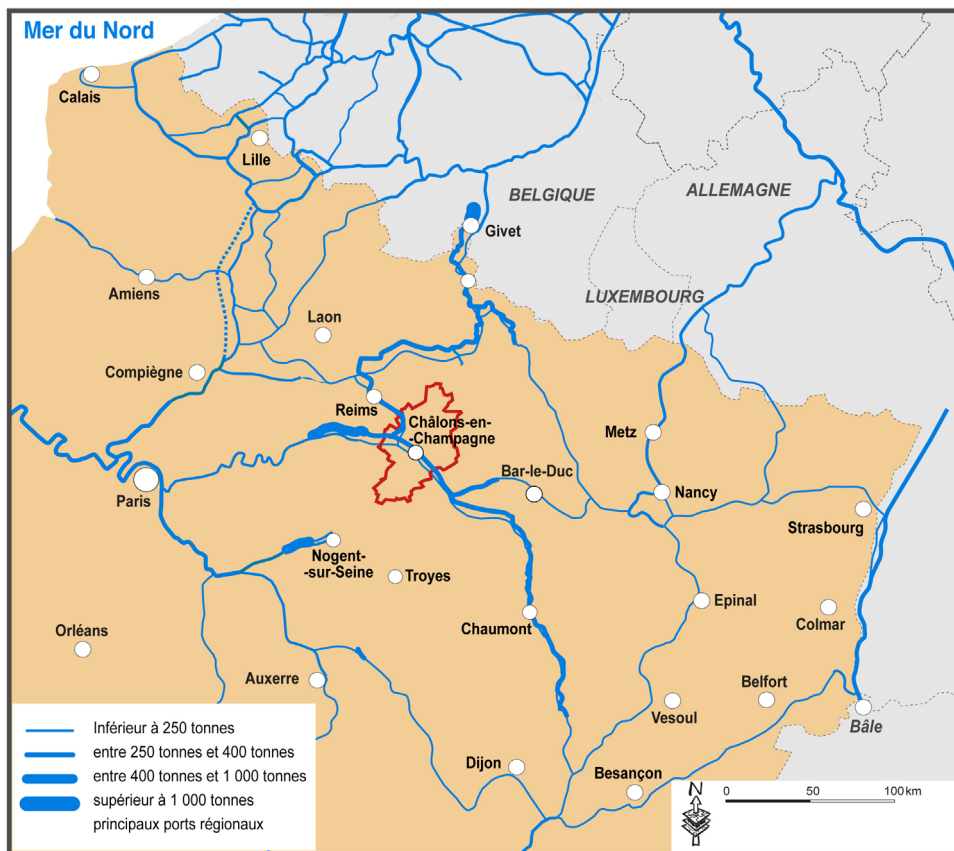 Mer du Nord
Calais
Lille
BELGIQUE
ALLEMAGNE
Givet
Amiens
LUXEMBOURG
Laon
Compiègne
Reims
Châlons-en-
-Champagne
Metz
Bar-le-Duc
Paris
Nancy
Strasbourg
Nogent-
-sur-Seine
Troyes
Epinal
Colmar
Chaumont
Orléans
Auxerre
Belfort
Vesoul
Bâle
Dijon
Besançon
Inférieur à 250 tonnes
entre 250 tonnes et 400 tonnes
entre 400 tonnes et 1 000 tonnes
supérieur à 1 000 tonnes
principaux ports régionaux
N
0 50 100 km